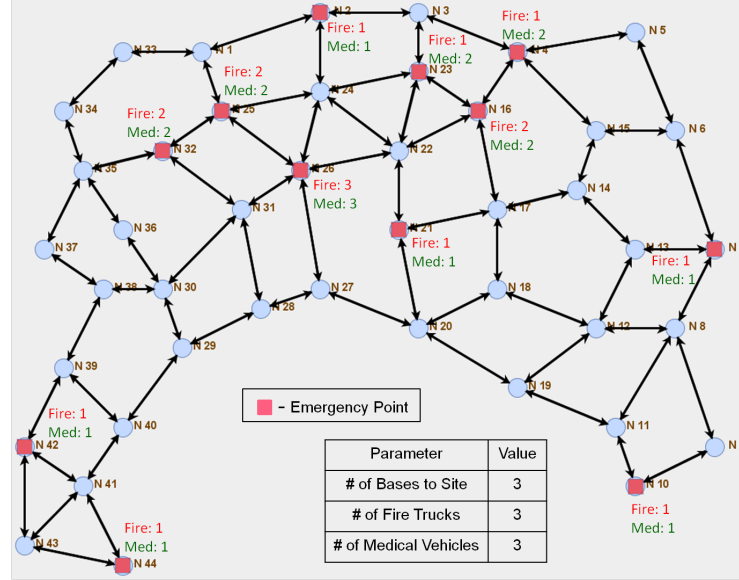 N 2
N 3
Fire: 1
Med: 2
N 5
Fire: 1
Med: 1
N 33
N 1
Fire: 1
Med: 2
N 4
Fire: 2
Med: 2
N 23
N 24
N 34
Fire: 2
Med: 2
N 25
N 16
Fire: 2
Med: 2
N 15
N 6
N 32
N 22
N 35
N 26
Fire: 3
Med: 3
N 14
N 31
N 17
N 36
N 21
Fire: 1
Med: 1
N 37
N 13
N
Fire: 1
Med: 1
N 38
N 30
N 27
N 18
N 28
N 20
N 12
N 8
N 29
N 39
N 19
Fire: 1
Med: 1
- Emergency Point
N 40
N 11
N 42
N
Parameter Value
# of Bases to Site 3
# of Fire Trucks 3
# of Medical Vehicles 3
N 41
N 10
Fire: 1
Med: 1
Fire: 1
Med: 1
N 43
N 44